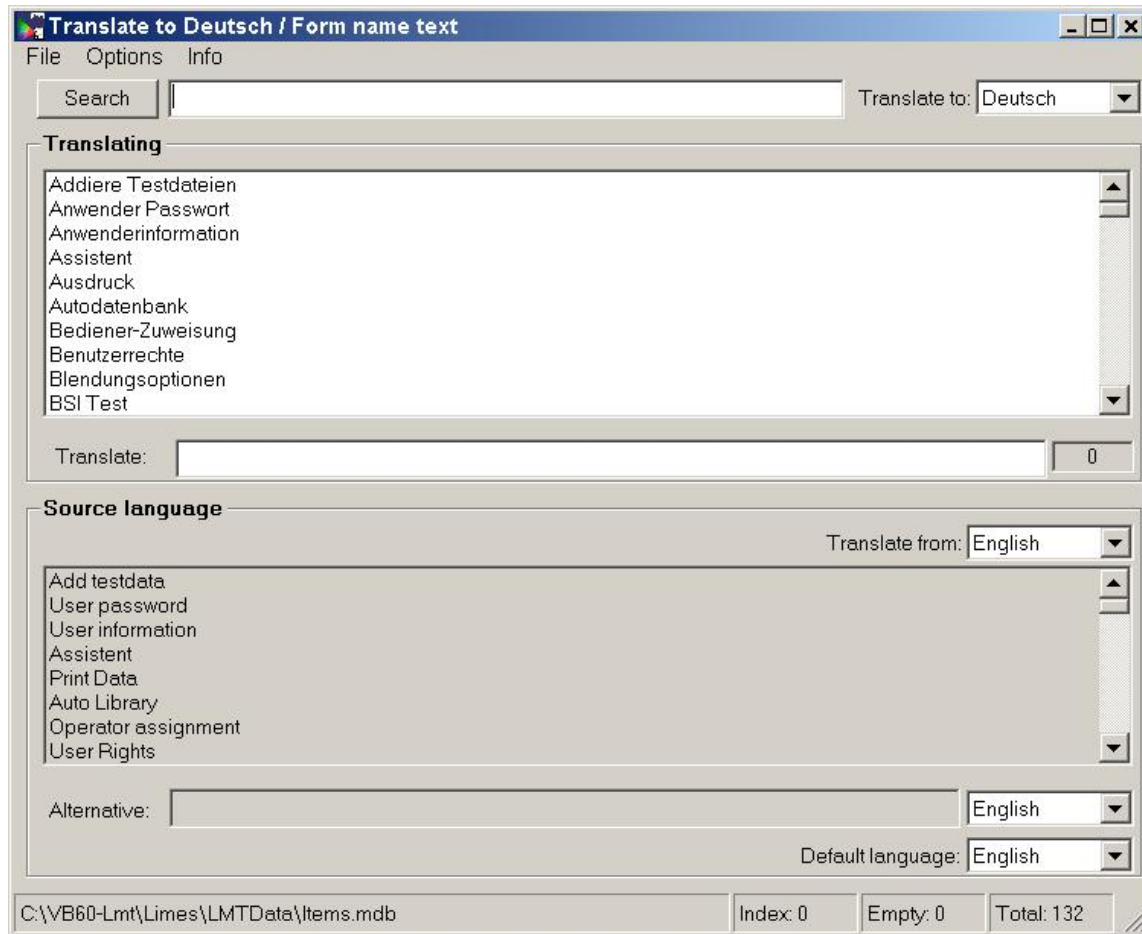 Translate to Deutsch / Form name text
File Options Info
Search Translate to: Deutsch
Translating
Addiere Testdateien
Anwender Passwort
Anwenderinformation
Assistent
Ausdruck
Autodatenbank
Bediener-Zuweisung
Benutzerrechte
Blendungsoptionen
BSI Test
Translate: 0
Source language
Translate from: English
Add testdata
User password
User information
Assistent
Print Data
Auto Library
Operator assignment
User Rights
Alternative: English
Default language: English
C:\VB60-Lmt\Limes\LMTData\Items.mdb Index: 0 Empty: 0 Total: 132